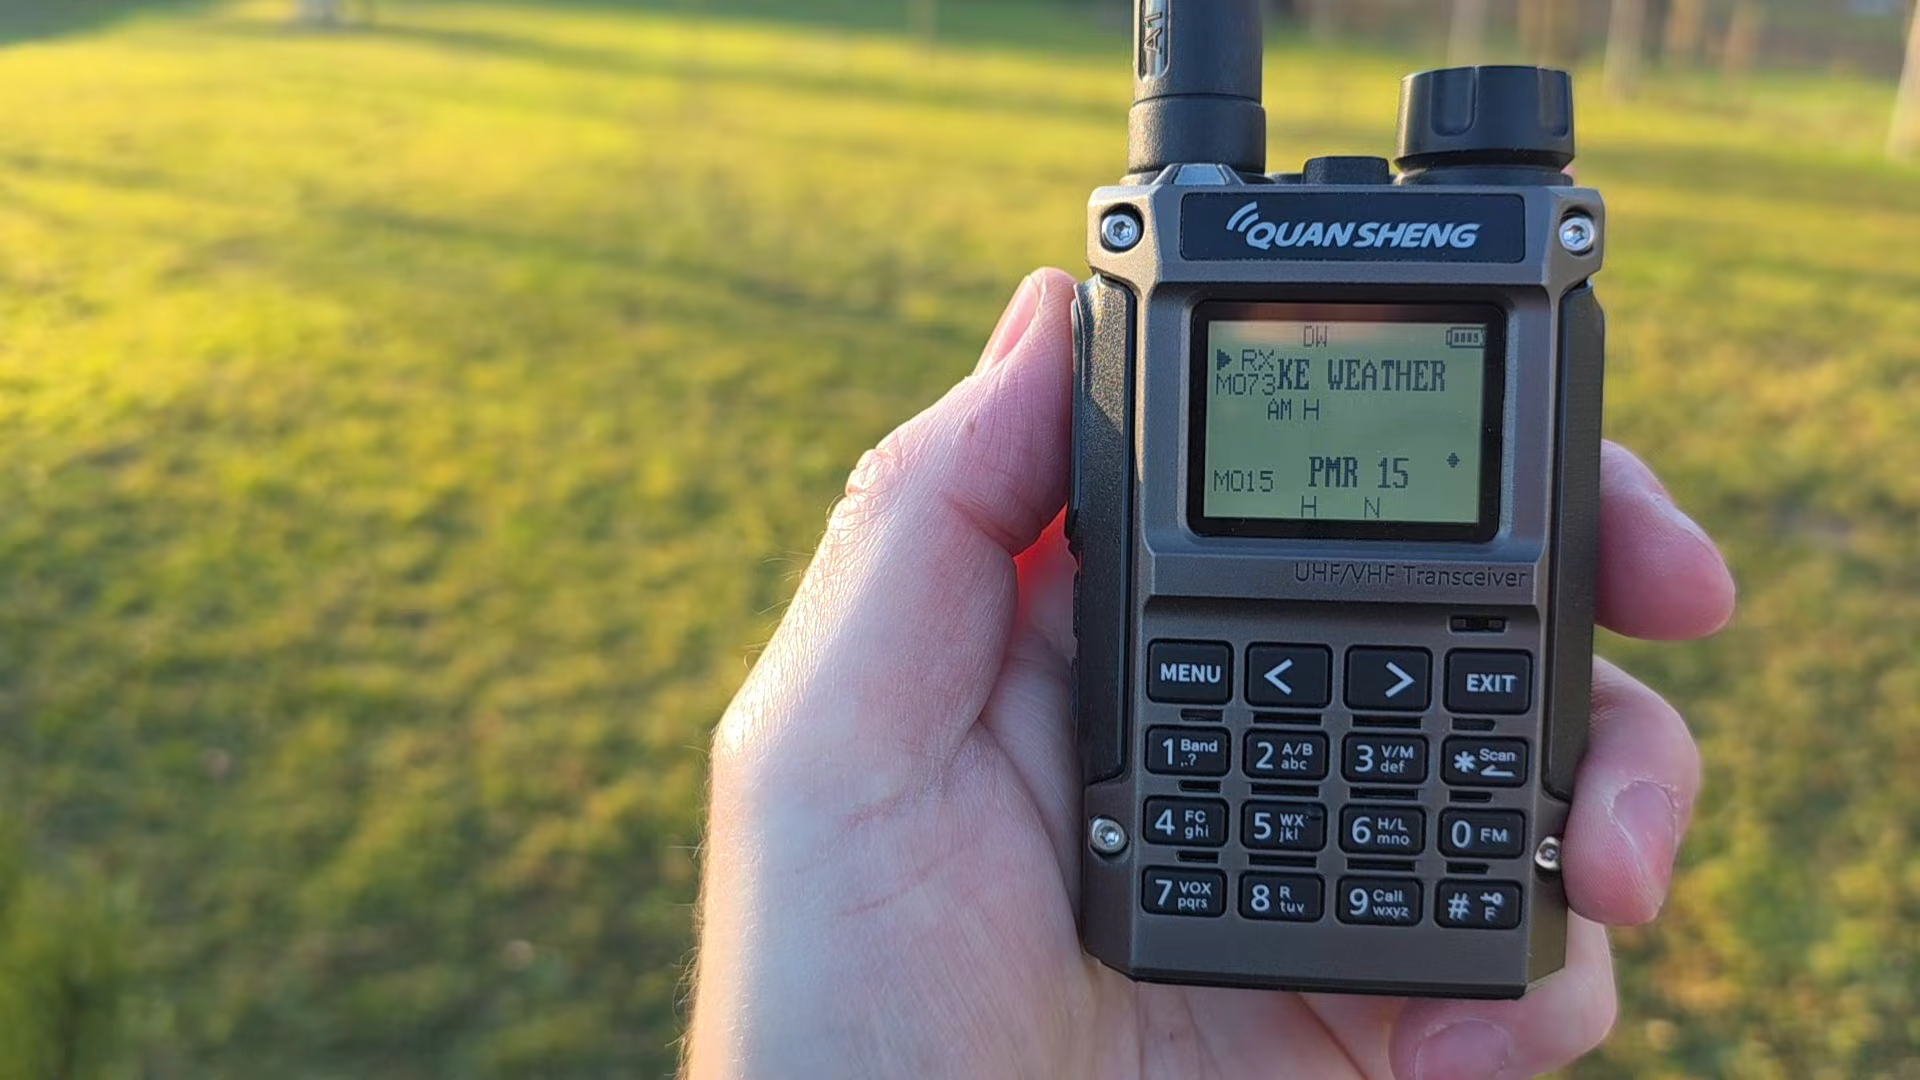 A1
QUANSHENG
DW
RX
M073 KE WEATHER
AM H
M015 PMR 15
H N
UHF/VHF Transceiver
MENU < > EXIT
1 Band .? 2 A/B abc 3 V/M def * Scan
4 FC ghi 5 WX jkl 6 H/L mno 0 FM
7 VOX pqrs 8 R tuv 9 Call wxyz # F